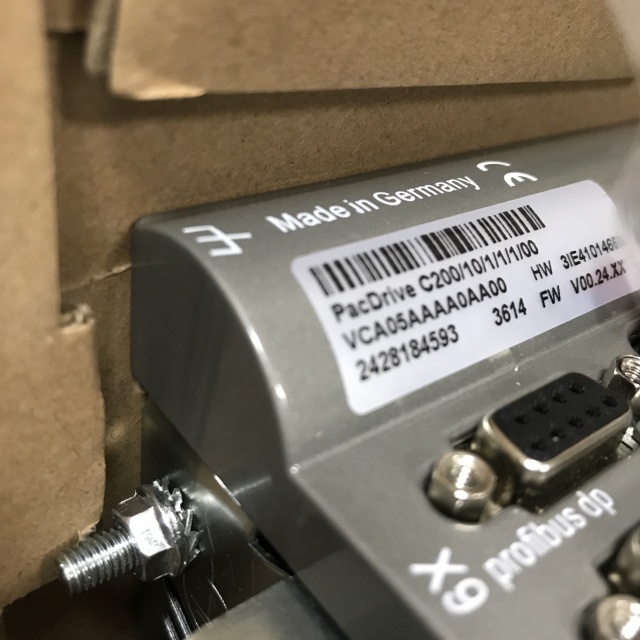 Made in Germany CE
PacDrive C200/10/1/1/1/00
VCA05AAAA0AA00 HW
2428184593 3614 FW V00.24.XX
X9 profibus dp